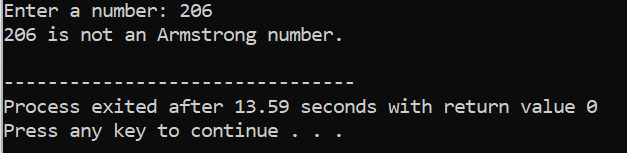 Enter a number: 206
206 is not an Armstrong number.
--------------------------------
Process exited after 13.59 seconds with return value 0
Press any key to continue . . .